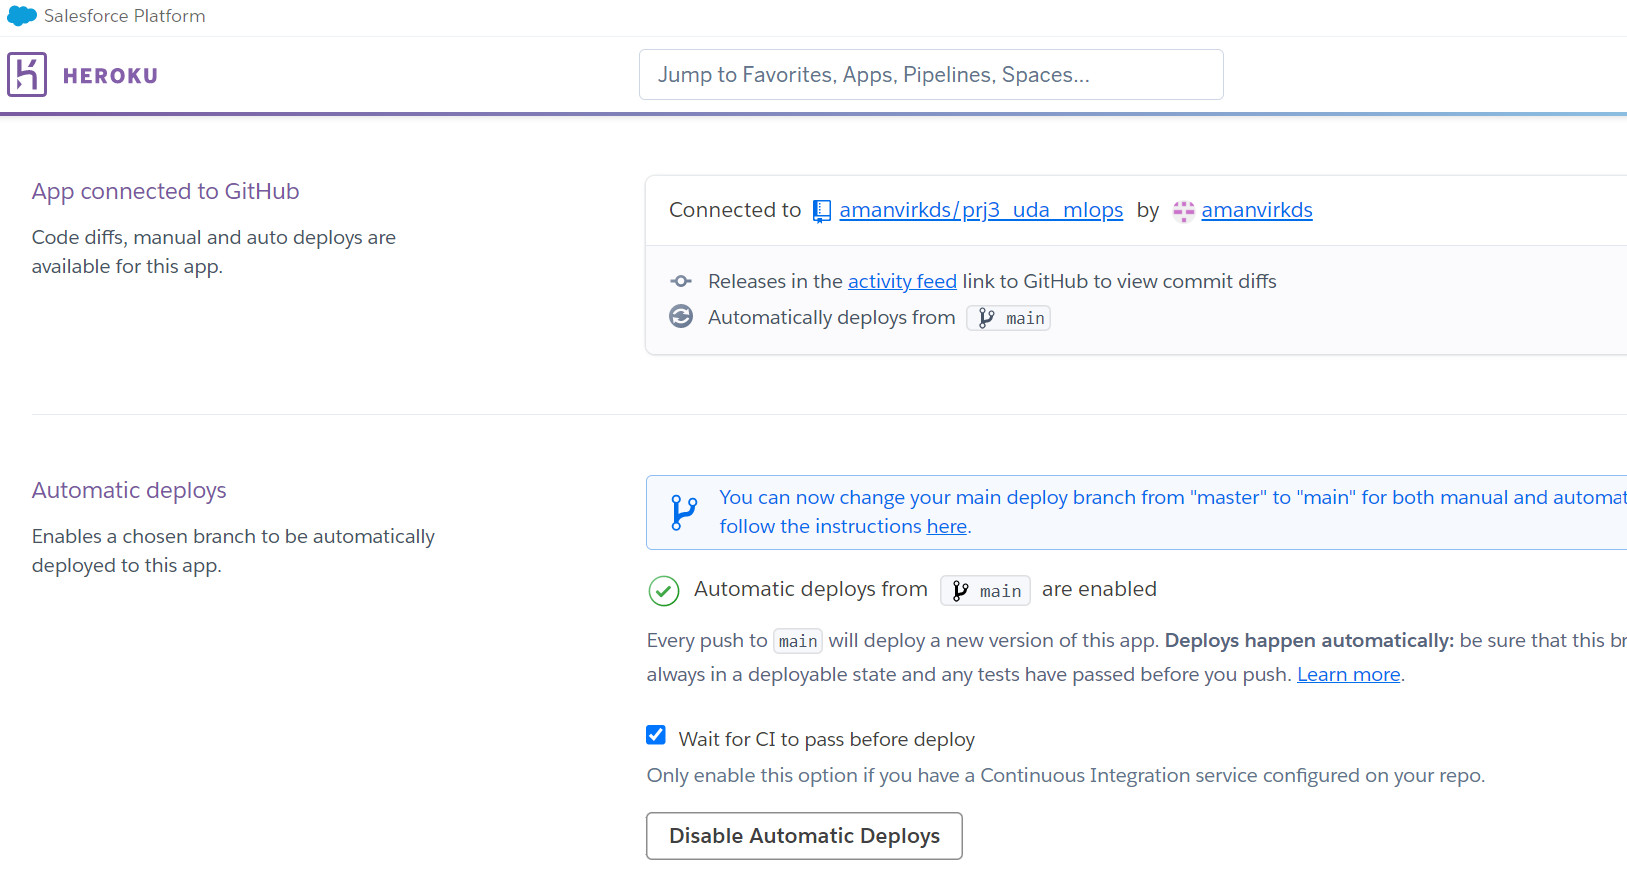 Salesforce Platform
HEROKU
Jump to Favorites, Apps, Pipelines, Spaces...
App connected to GitHub
Code diffs, manual and auto deploys are
available for this app.
Connected to amanvirkds/prj3_uda_mlops by amanvirkds
Releases in the activity feed link to GitHub to view commit diffs
Automatically deploys from main
Automatic deploys
Enables a chosen branch to be automatically
deployed to this app.
You can now change your main deploy branch from "master" to "main" for both manual and automat
follow the instructions here.
Automatic deploys from main are enabled
Every push to main will deploy a new version of this app. Deploys happen automatically: be sure that this br
always in a deployable state and any tests have passed before you push. Learn more.
Wait for CI to pass before deploy
Only enable this option if you have a Continuous Integration service configured on your repo.
Disable Automatic Deploys